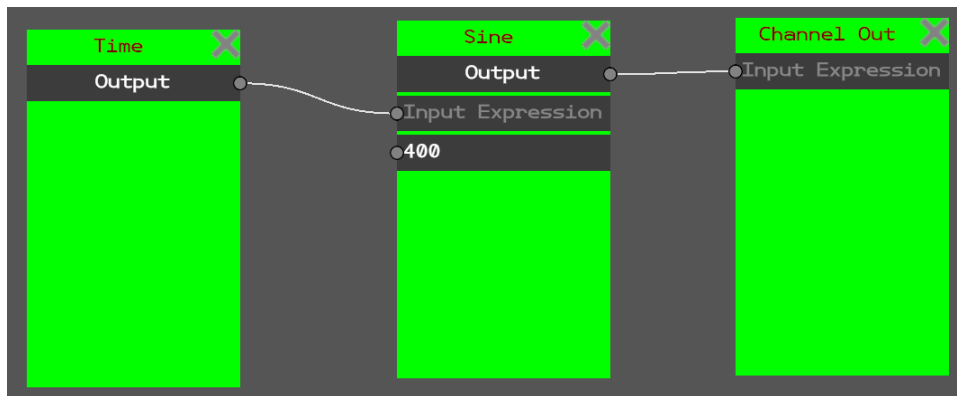 Time
Output
Sine
Output
Input Expression
400
Channel Out
Input Expression